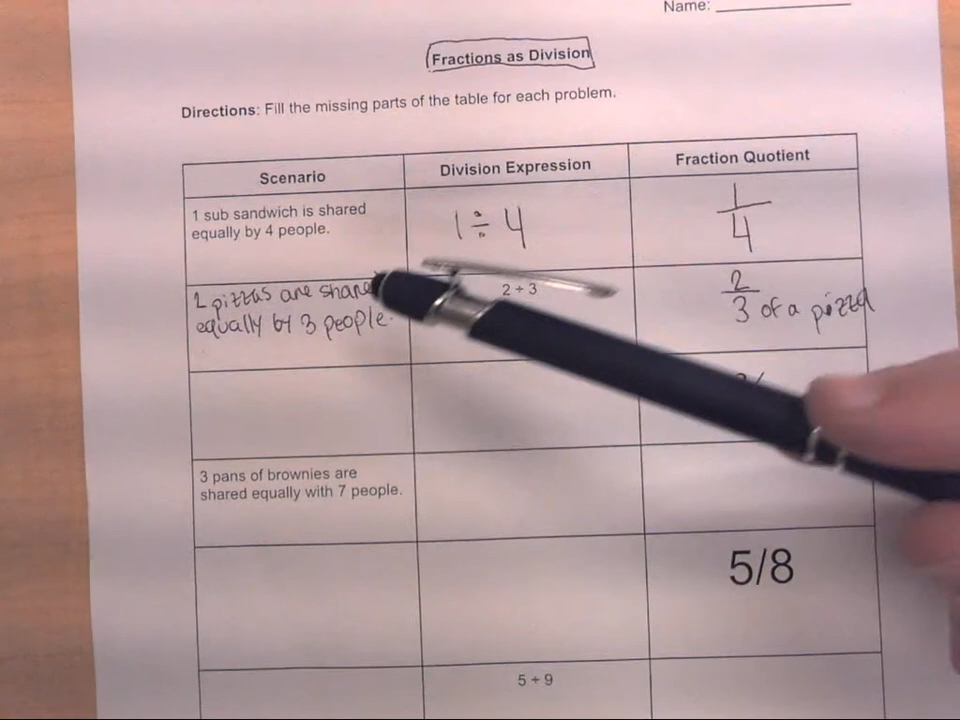 Name:
Fractions as Division
Directions: Fill the missing parts of the table for each problem.
Scenario
Division Expression
Fraction Quotient
1 sub sandwich is shared
equally by 4 people.
1 ÷ 4
1
4
2 pizzas are
equally by 3 people.
2 ÷ 3
2
3 of a pizza
3 pans of brownies are
shared equally with 7 people.
5/8
5 ÷ 9